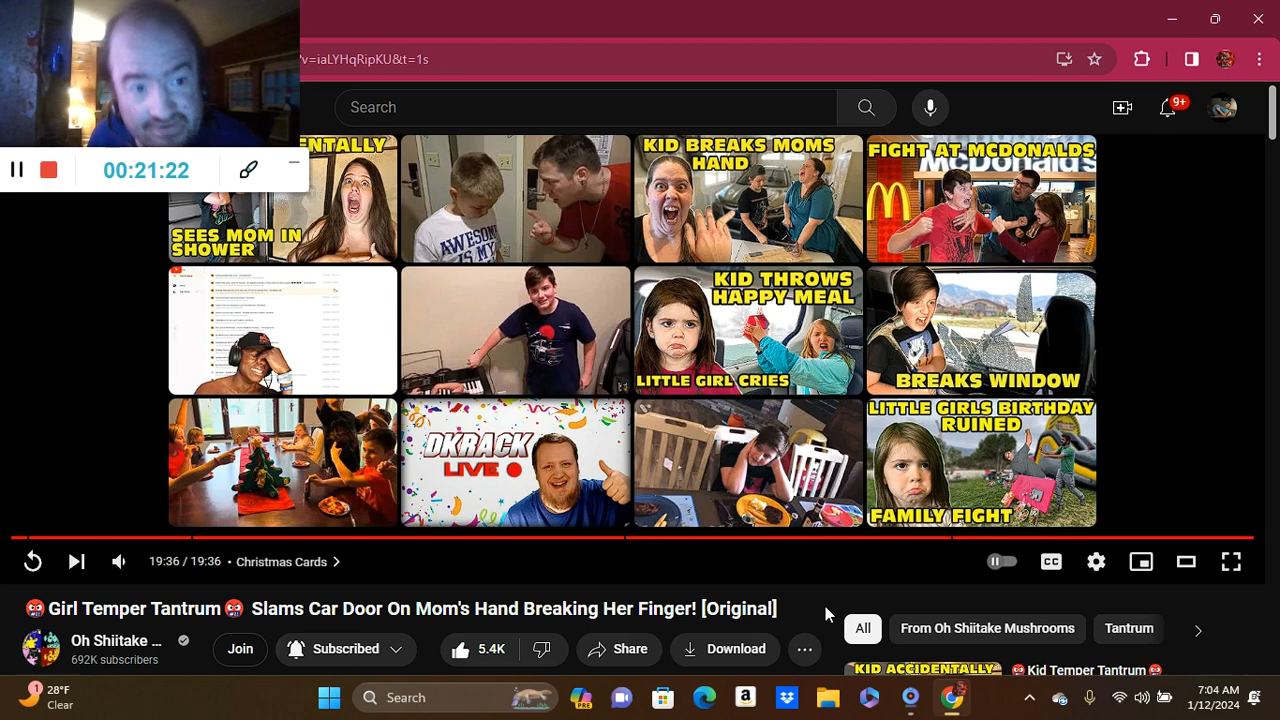 v=iaLYHqRipKU&t=1s
00:21:22
Search
9+
ENTALLY
SEES MOM IN
SHOWER
AWESOME
IS MY
KID BREAKS MOMS
HAND
FIGHT AT MCDONALDS
McDonald's
KID THROWS
HAPPY MEAL
LITTLE GIRL CRIES
BREAKS WINDOW
DKRACK
LIVE
LITTLE GIRLS BIRTHDAY
RUINED
FAMILY FIGHT
19:36 / 19:36 • Christmas Cards
CC
🤬Girl Temper Tantrum🤬 Slams Car Door On Mom's Hand Breaking Her Finger! [Original]
Oh Shiitake ...
692K subscribers
Join
Subscribed
5.4K
Share
Download
All
From Oh Shiitake Mushrooms
Tantrum
KID ACCIDENTALLY
🤬Kid Temper Tantrum🤬
1
28°F
Clear
Search
PRE
7:04 AM
1/12/2024